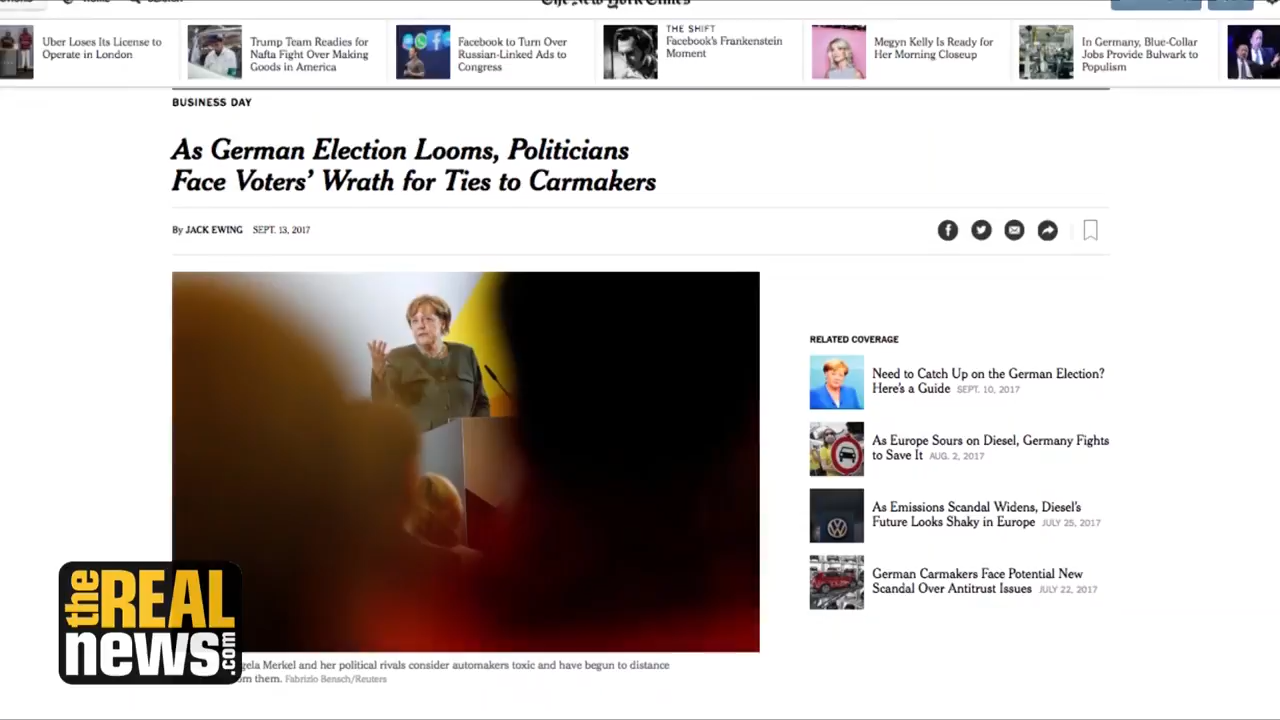 HOME
SEARCH
The New York Times
Uber Loses Its License to
Operate in London
Trump Team Readies for
Nafta Fight Over Making
Goods in America
Facebook to Turn Over
Russian-Linked Ads to
Congress
THE SHIFT
Facebook's Frankenstein
Moment
Megyn Kelly Is Ready for
Her Morning Closeup
In Germany, Blue-Collar
Jobs Provide Bulwark to
Populism
BUSINESS DAY
As German Election Looms, Politicians
Face Voters' Wrath for Ties to Carmakers
By JACK EWING SEPT. 13, 2017
RELATED COVERAGE
Need to Catch Up on the German Election?
Here's a Guide SEPT. 10, 2017
As Europe Sours on Diesel, Germany Fights
to Save It AUG. 2, 2017
As Emissions Scandal Widens, Diesel's
Future Looks Shaky in Europe JULY 25, 2017
German Carmakers Face Potential New
Scandal Over Antitrust Issues JULY 22, 2017
the REAL
news.com
gela Merkel and her political rivals consider automakers toxic and have begun to distance
om them. Fabrizio Bensch/Reuters